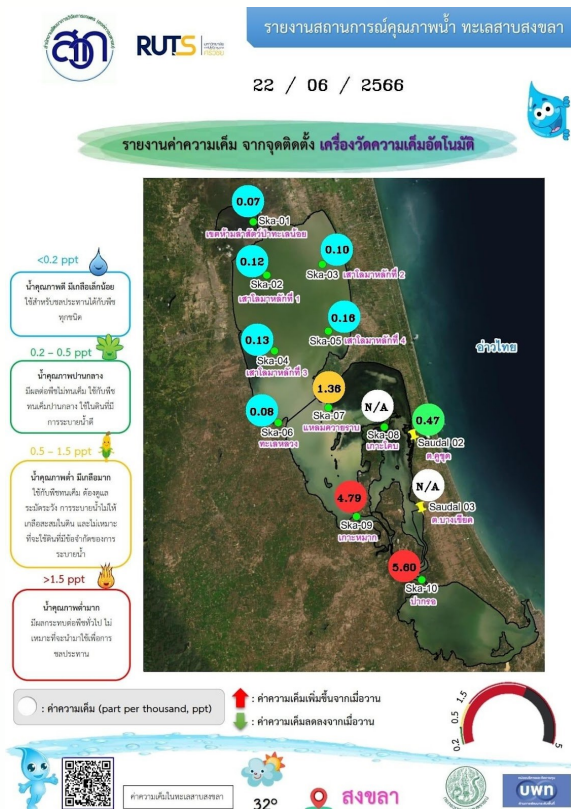 สทก
RUTS
รายงานสถานการณ์คุณภาพน้ำ ทะเลสาบสงขลา
22 / 06 / 2566
รายงานค่าความเค็ม จากจุดติดตั้ง เครื่องวัดความเค็มอัตโนมัติ
0.07
Ska-01
เขตห้ามล่าสัตว์ป่าทะเลน้อย
0.12
Ska-02
เสาโลมาหลักที่ 1
0.10
Ska-03
เสาโลมาหลักที่ 2
0.13
Ska-04
เสาโลมาหลักที่ 3
0.18
Ska-05
เสาโลมาหลักที่ 4
0.08
Ska-06
ทะเลหลวง
1.36
Ska-07
แหลมควายราบ
N/A
Ska-08
เกาะโคบ
0.47
Saudal 02
ต.คูขุด
N/A
Saudal 03
ต.บางเขียด
4.79
Ska-09
เกาะหมาก
5.60
Ska-10
ปากรอ
อ่าวไทย
<0.2 ppt
น้ำคุณภาพดี มีเกลือเล็กน้อย
ใช้สำหรับชลประทานได้กับพืช
ทุกชนิด
0.2 – 0.5 ppt
น้ำคุณภาพปานกลาง
มีผลต่อพืชไม่ทนเค็ม ใช้กับพืช
ทนเค็มปานกลาง ใช้ในดินที่มี
การระบายน้ำดี
0.5 – 1.5 ppt
น้ำคุณภาพต่ำ มีเกลือมาก
ใช้กับพืชทนเค็ม ต้องดูแล
ระมัดระวัง การระบายน้ำไม่ให้
เกลือสะสมในดิน และไม่เหมาะ
ที่จะใช้ดินที่มีข้อจำกัดของการ
ระบายน้ำ
>1.5 ppt
น้ำคุณภาพต่ำมาก
มีผลกระทบต่อพืชทั่วไป ไม่
เหมาะที่จะนำมาใช้เพื่อการ
ชลประทาน
: ค่าความเค็ม (part per thousand, ppt)
: ค่าความเค็มเพิ่มขึ้นจากเมื่อวาน
: ค่าความเค็มลดลงจากเมื่อวาน
0.2
0.5
1.5
5
ค่าความเค็มในทะเลสาบสงขลา
32°
สงขลา
บพท